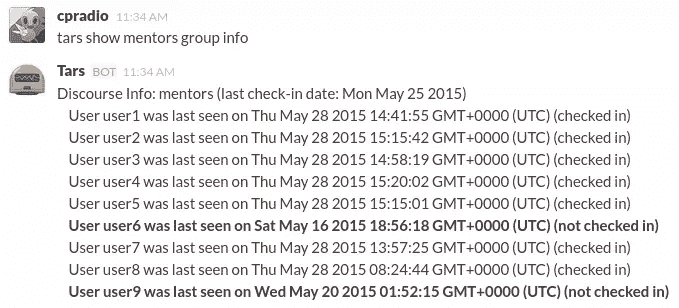 cpradio 11:34 AM
tars show mentors group info
Tars BOT 11:34 AM
Discourse Info: mentors (last check-in date: Mon May 25 2015)
User user1 was last seen on Thu May 28 2015 14:41:55 GMT+0000 (UTC) (checked in)
User user2 was last seen on Thu May 28 2015 15:15:42 GMT+0000 (UTC) (checked in)
User user3 was last seen on Thu May 28 2015 14:58:19 GMT+0000 (UTC) (checked in)
User user4 was last seen on Thu May 28 2015 15:20:02 GMT+0000 (UTC) (checked in)
User user5 was last seen on Thu May 28 2015 15:15:01 GMT+0000 (UTC) (checked in)
User user6 was last seen on Sat May 16 2015 18:56:18 GMT+0000 (UTC) (not checked in)
User user7 was last seen on Thu May 28 2015 13:57:25 GMT+0000 (UTC) (checked in)
User user8 was last seen on Thu May 28 2015 08:24:44 GMT+0000 (UTC) (checked in)
User user9 was last seen on Wed May 20 2015 01:52:15 GMT+0000 (UTC) (not checked in)